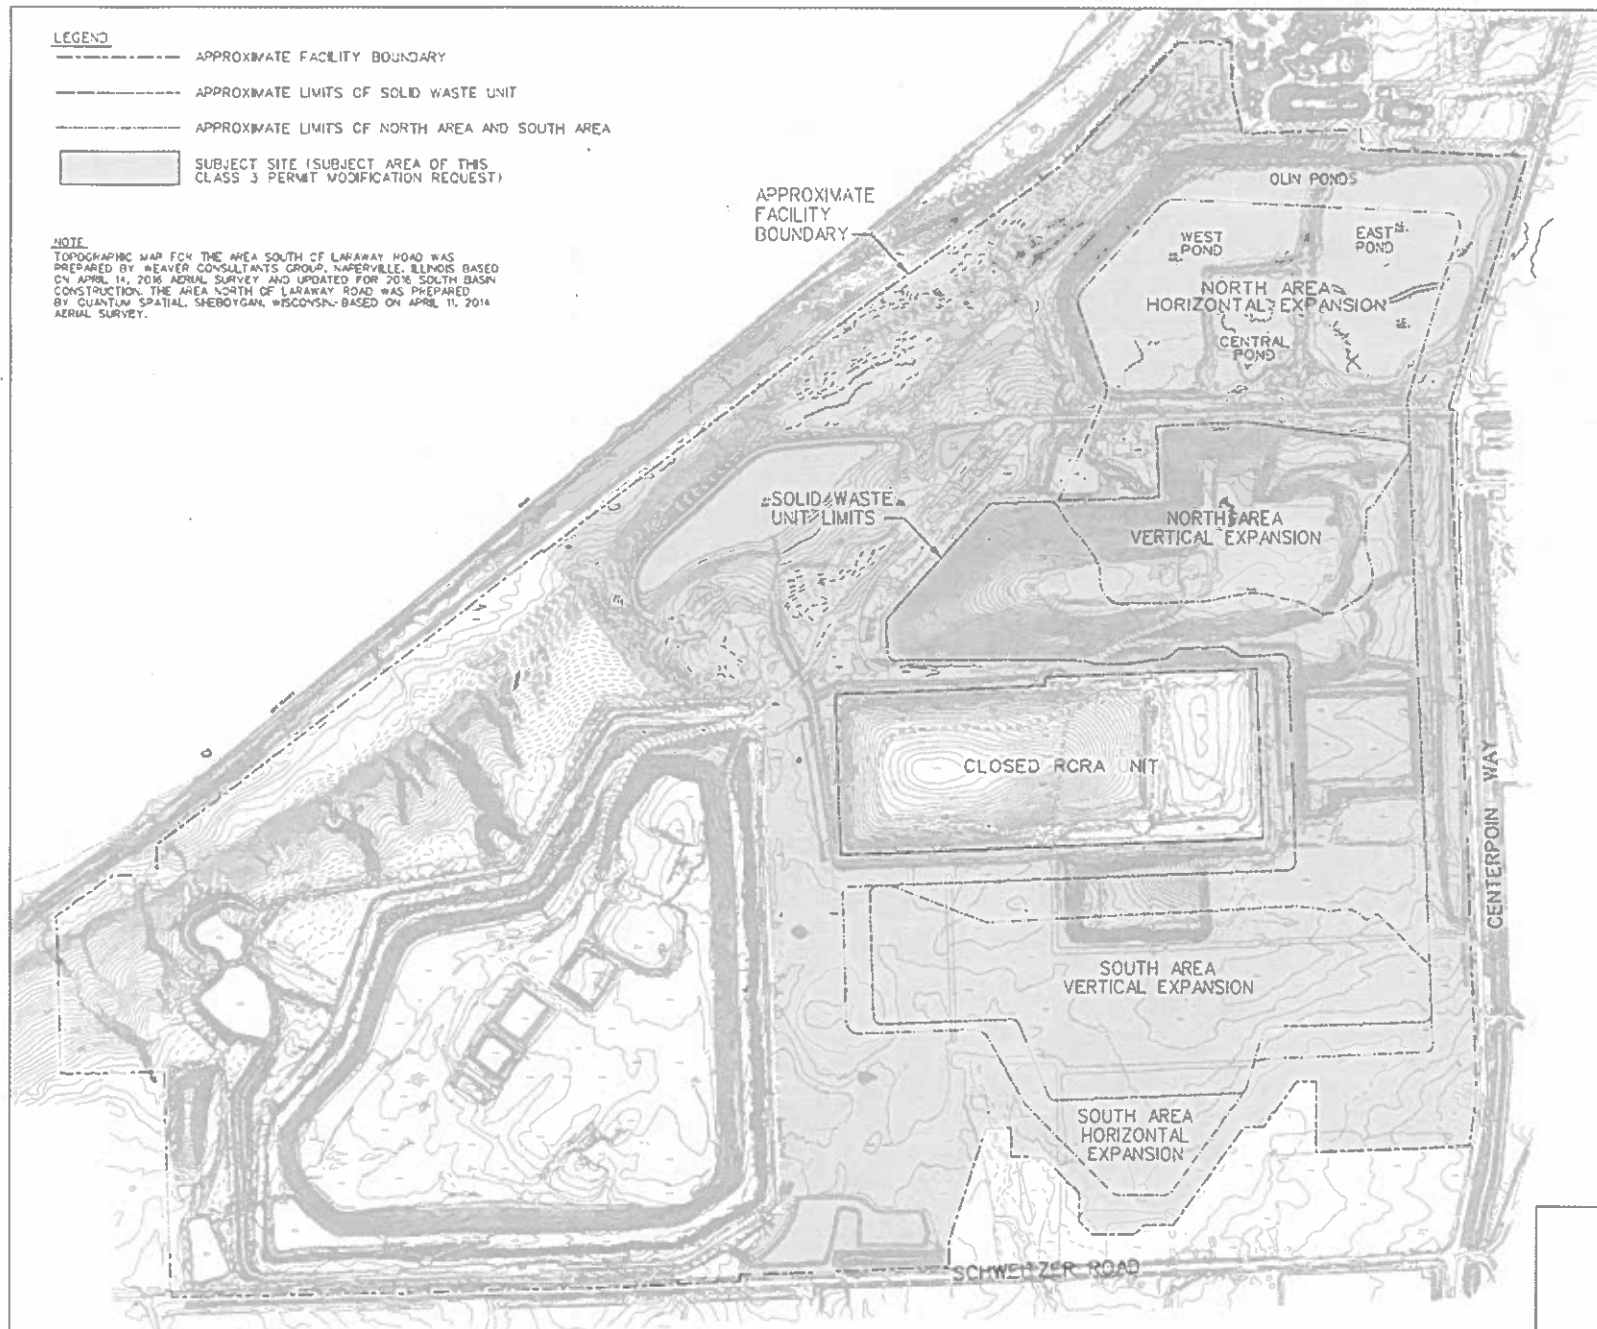 LEGEND
APPROXIMATE FACILITY BOUNDARY
APPROXIMATE LIMITS OF SOLID WASTE UNIT
APPROXIMATE LIMITS OF NORTH AREA AND SOUTH AREA
SUBJECT SITE (SUBJECT AREA OF THIS
CLASS 3 PERMIT MODIFICATION REQUEST)
NOTE
TOPOGRAPHIC MAP FOR THE AREA SOUTH OF LARAWAY ROAD WAS
PREPARED BY WEAVER CONSULTANTS GROUP, NAPERVILLE, ILLINOIS BASED
ON APRIL 14, 2016 AERIAL SURVEY AND UPDATED FOR 2016 SOUTH BASIN
CONSTRUCTION. THE AREA NORTH OF LARAWAY ROAD WAS PREPARED
BY QUANTUM SPATIAL, SHEBOYGAN, WISCONSIN, BASED ON APRIL 11, 2014
AERIAL SURVEY.
APPROXIMATE
FACILITY
BOUNDARY
OLIN PONDS
WEST
POND
EAST
POND
NORTH AREA
HORIZONTAL EXPANSION
CENTRAL
POND
SOLID WASTE
UNIT LIMITS
NORTH AREA
VERTICAL EXPANSION
CLOSED RCRA UNIT
CENTERPOIN WAY
SOUTH AREA
VERTICAL EXPANSION
SOUTH AREA
HORIZONTAL
EXPANSION
SCHWEITZER ROAD